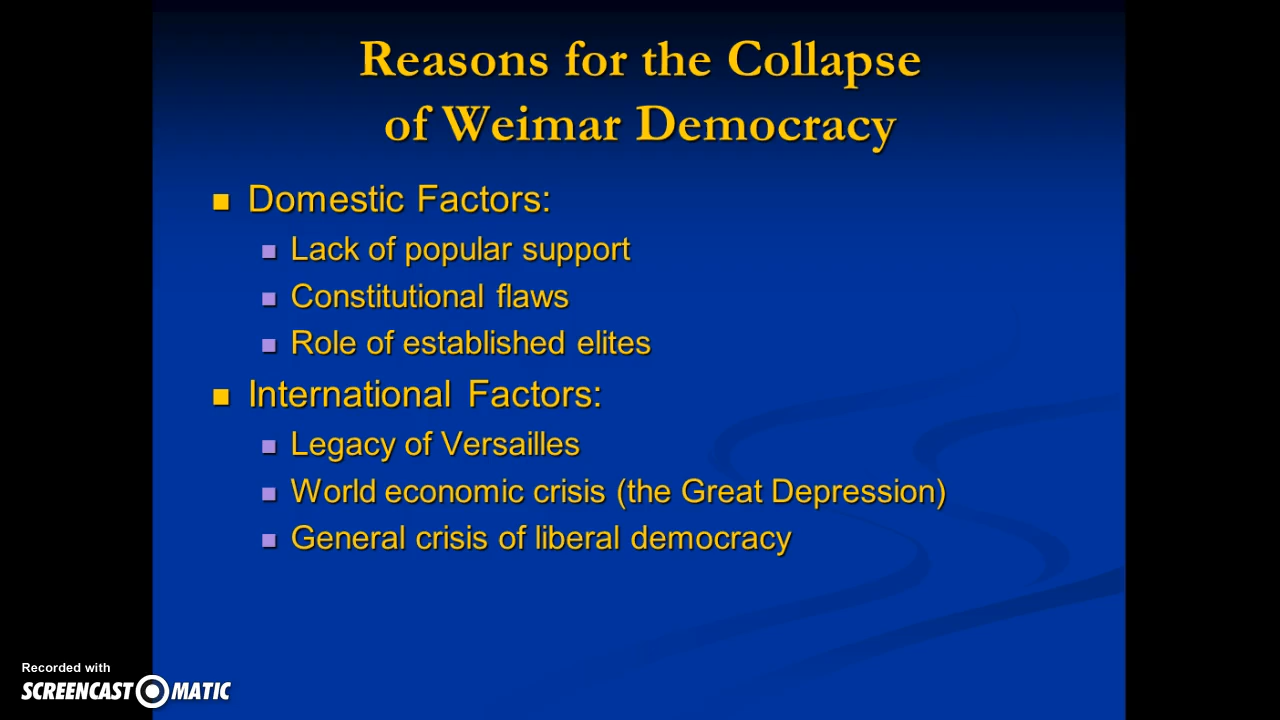 Reasons for the Collapse
of Weimar Democracy
Domestic Factors:
Lack of popular support
Constitutional flaws
Role of established elites
International Factors:
Legacy of Versailles
World economic crisis (the Great Depression)
General crisis of liberal democracy
Recorded with
SCREENCAST MATIC